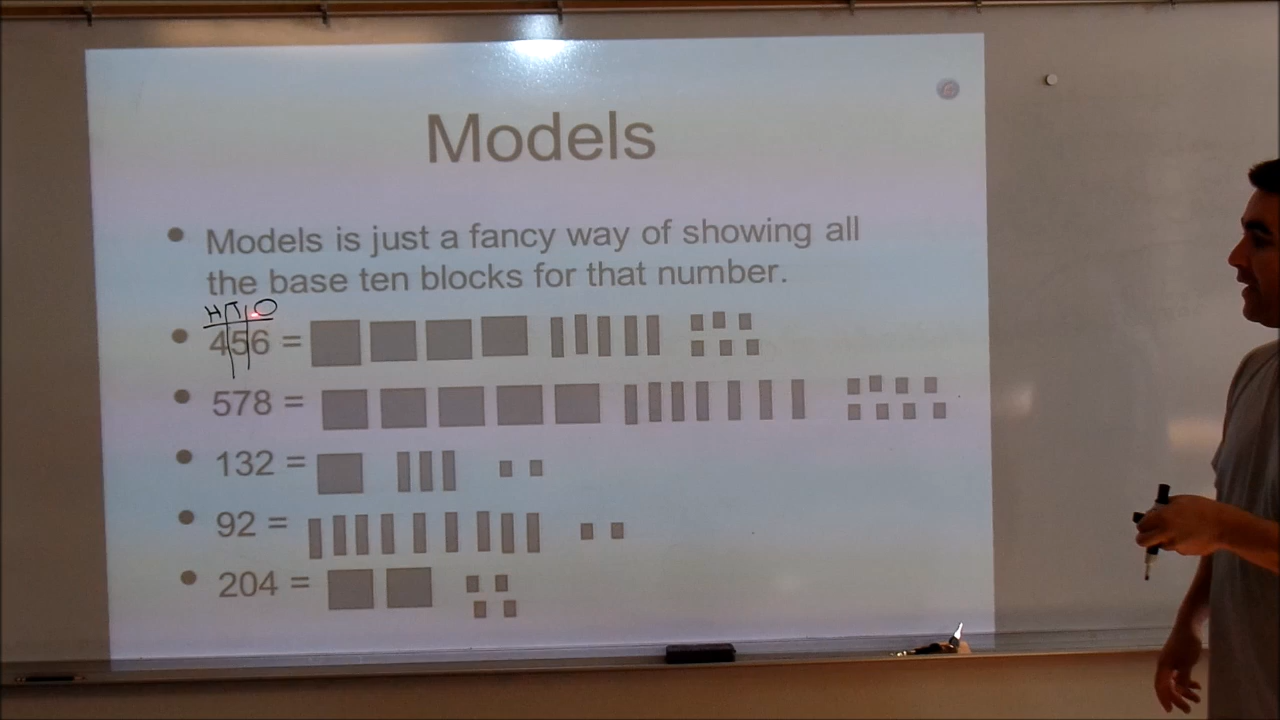 Models
• Models is just a fancy way of showing all
the base ten blocks for that number.
H T O
• 456 =
• 578 =
• 132 =
• 92 =
• 204 =